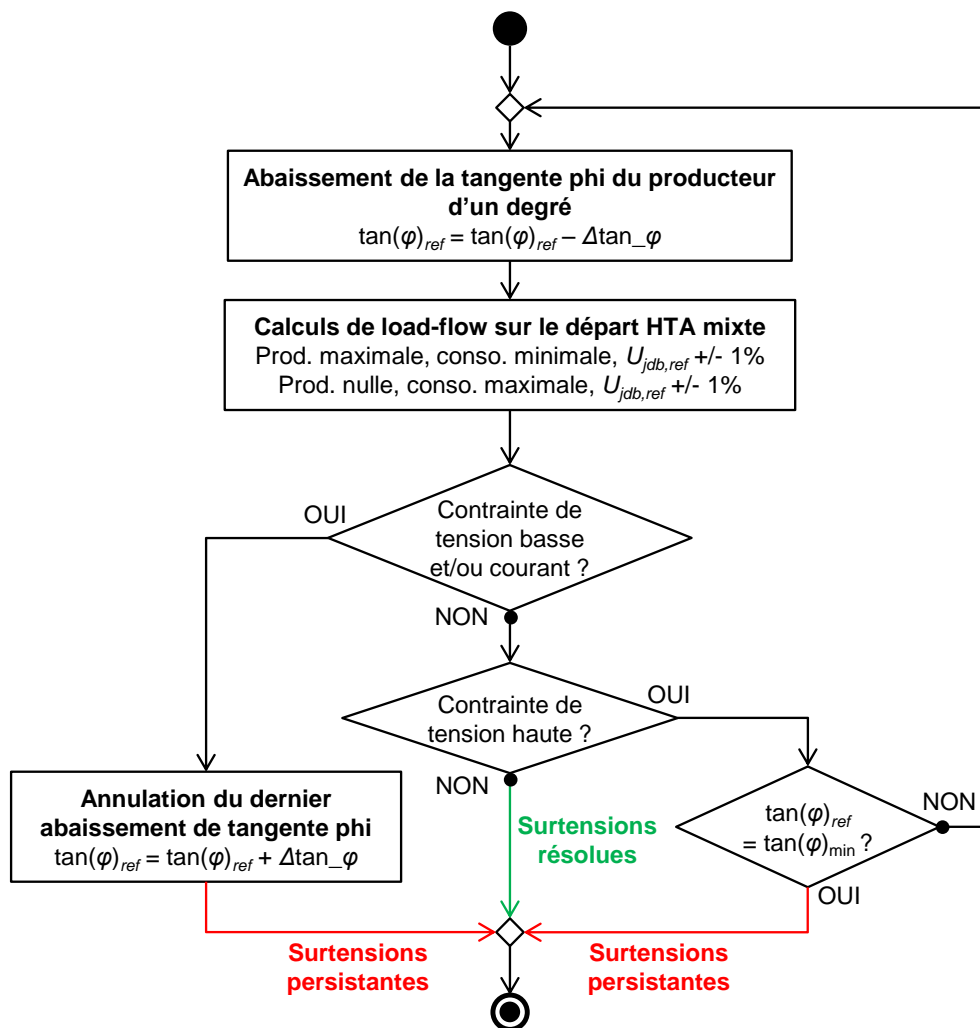 Abaissement de la tangente phi du producteur
d’un degré
tan(φ)ref = tan(φ)ref – Δtan_φ
Calculs de load-flow sur le départ HTA mixte
Prod. maximale, conso. minimale, Ujdb,ref +/- 1%
Prod. nulle, conso. maximale, Ujdb,ref +/- 1%
OUI
Contrainte de
tension basse
et/ou courant ?
NON
Contrainte de
tension haute ?
OUI
NON
Annulation du dernier
abaissement de tangente phi
tan(φ)ref = tan(φ)ref + Δtan_φ
Surtensions
résolues
tan(φ)ref
= tan(φ)min ?
NON
OUI
Surtensions
persistantes
Surtensions
persistantes